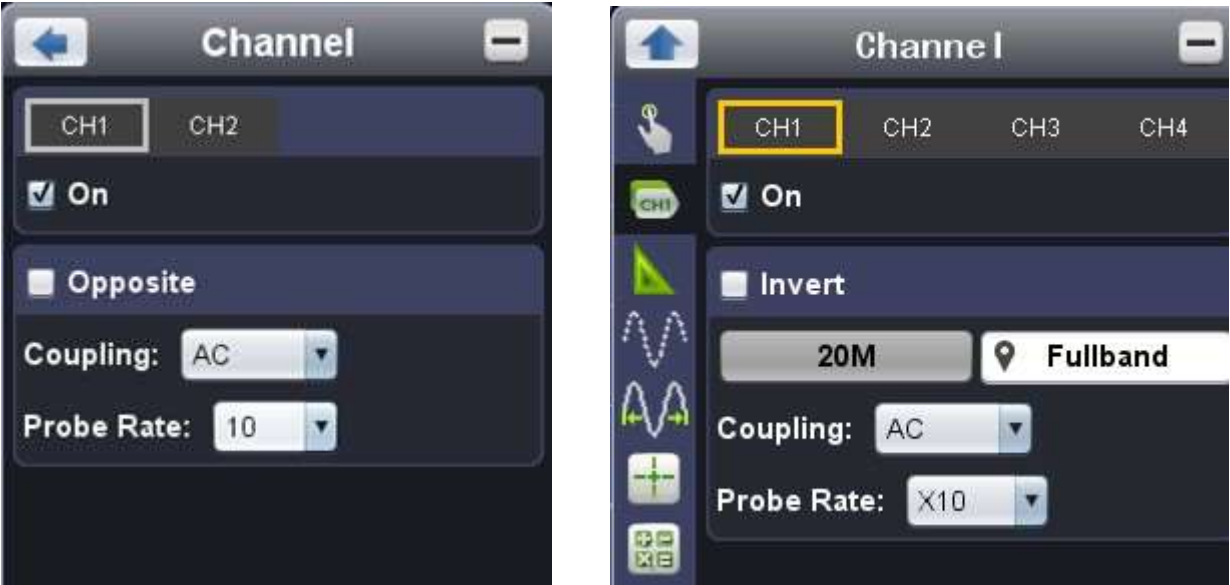 Channel
CH1 CH2
On
Opposite
Coupling: AC
Probe Rate: 10
Channel
CH1 CH2 CH3 CH4
CH1
On
Invert
20M Fullband
Coupling: AC
Probe Rate: X10